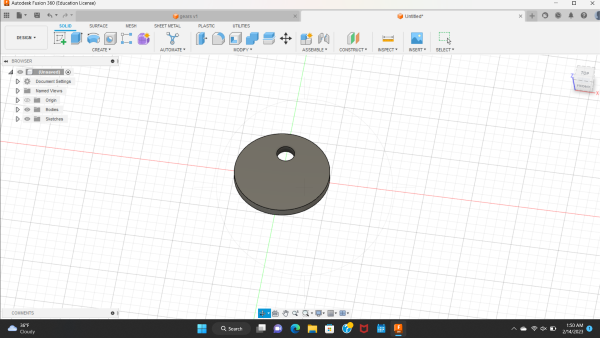 Autodesk Fusion 360 (Education License)
gears v1
Untitled*
SOLID SURFACE MESH SHEET METAL PLASTIC UTILITIES
DESIGN
CREATE AUTOMATE MODIFY ASSEMBLE CONSTRUCT INSPECT INSERT SELECT
BROWSER
(Unsaved)
Document Settings
Named Views
Origin
Bodies
Sketches
TOP
COMMENTS
36°F
Cloudy
Search
1:50 AM
2/14/2023